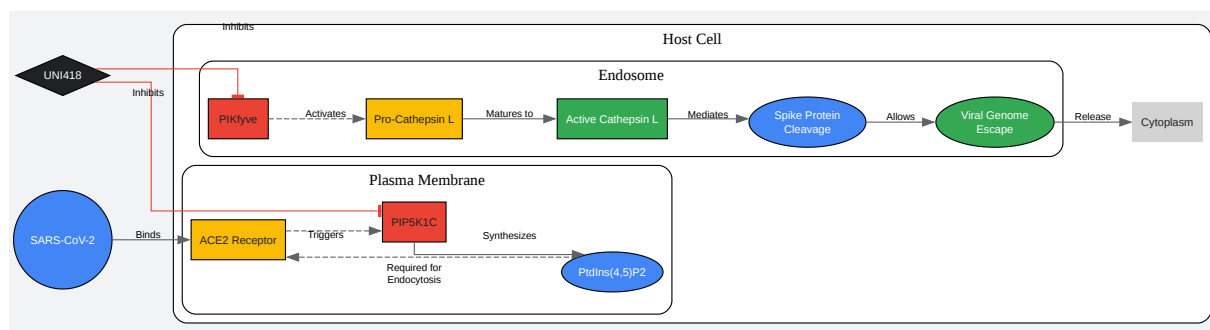 Inhibits
Host Cell
UNI418
Inhibits
Endosome
PIKfyve
Activates
Pro-Cathepsin L
Matures to
Active Cathepsin L
Mediates
Spike Protein
Cleavage
Allows
Viral Genome
Escape
Release
Cytoplasm
Plasma Membrane
SARS-CoV-2
Binds
ACE2 Receptor
Triggers
PIP5K1C
Synthesizes
Required for
Endocytosis
PtdIns(4,5)P2